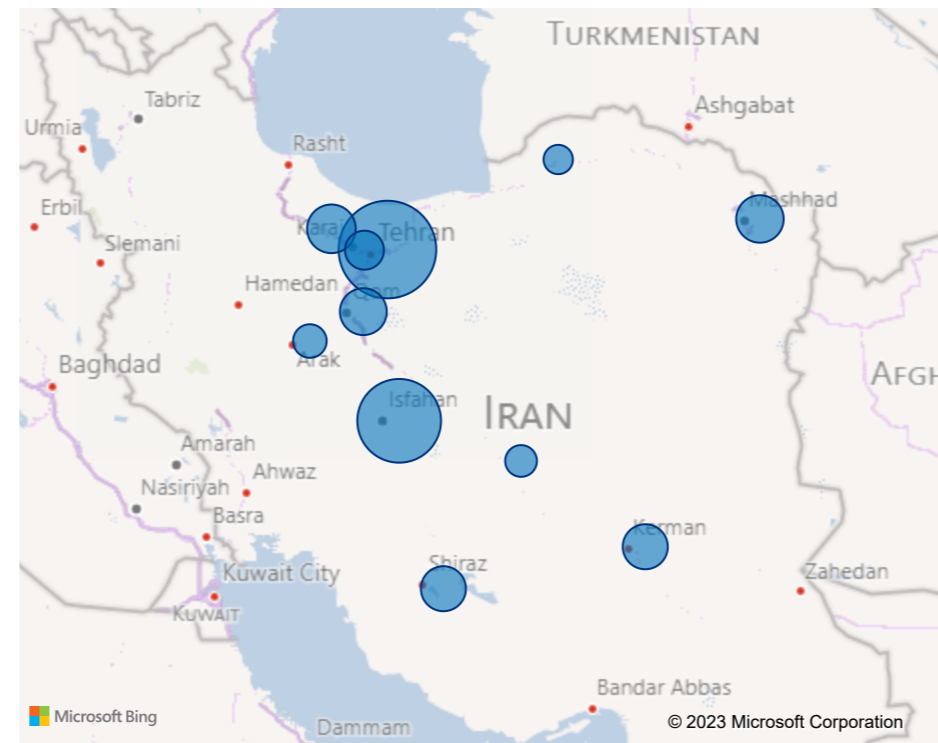 TURKMENISTAN
Tabriz
Ashgabat
Urmia
Rasht
Erbil
Mashhad
Slemani
Karaj
Tehran
Hamedan
Qom
Baghdad
Arak
AFGH
Isfahan
IRAN
Amarah
Ahwaz
Nasiriyah
Basra
Kerman
Shiraz
Kuwait City
Zahedan
KUWAIT
Bandar Abbas
Microsoft Bing
© 2023 Microsoft Corporation
Dammam